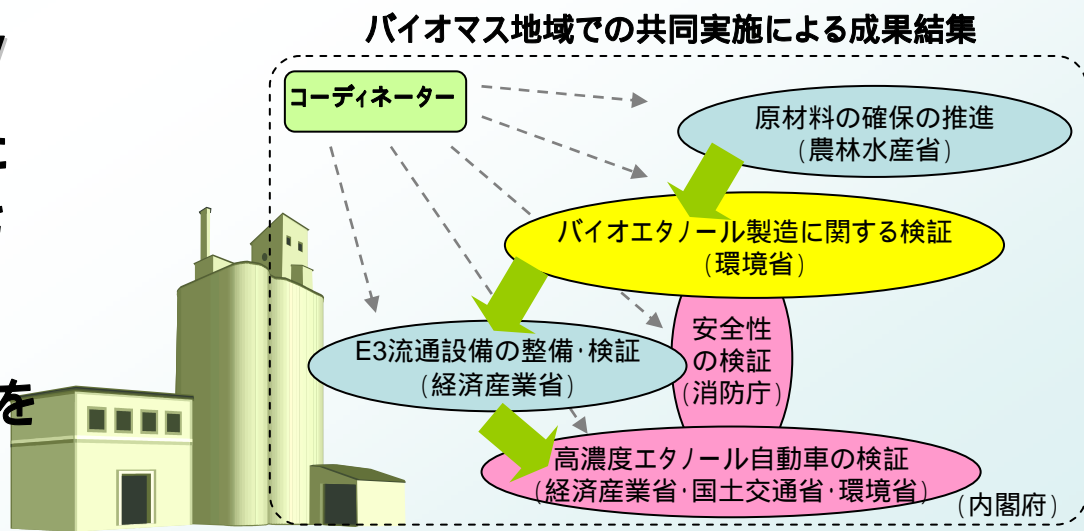 バイオマス地域での共同実施による成果結集
コーディネーター
原材料の確保の推進
(農林水産省)
バイオエタノール製造に関する検証
(環境省)
安全性
の検証
(消防庁)
E3流通設備の整備・検証
(経済産業省)
高濃度エタノール自動車の検証
(経済産業省・国土交通省・環境省)
(内閣府)
を